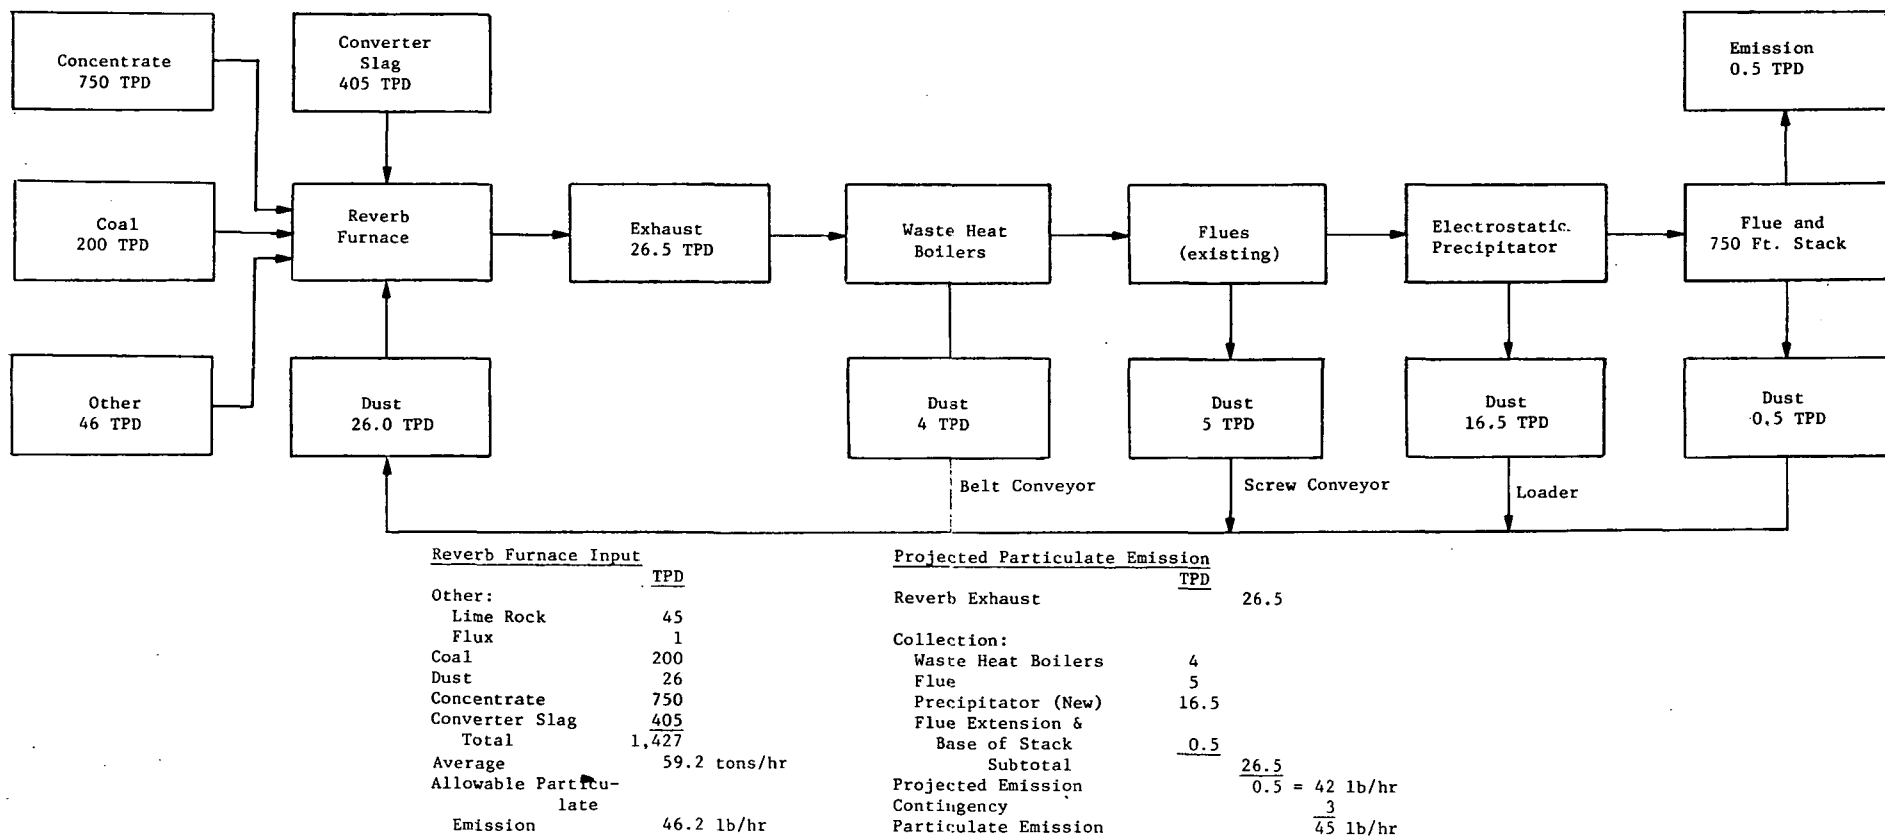 Concentrate
750 TPD
Converter
Slag
405 TPD
Emission
0.5 TPD
Coal
200 TPD
Reverb
Furnace
Exhaust
26.5 TPD
Waste Heat
Boilers
Flues
(existing)
Electrostatic
Precipitator
Flue and
750 Ft. Stack
Other
46 TPD
Dust
26.0 TPD
Dust
4 TPD
Dust
5 TPD
Dust
16.5 TPD
Dust
0.5 TPD
Belt Conveyor
Screw Conveyor
Loader
Reverb Furnace Input
TPD
Other:
Lime Rock 45
Flux 1
Coal 200
Dust 26
Concentrate 750
Converter Slag 405
Total 1,427
Average 59.2 tons/hr
Allowable Particu-
late
Emission 46.2 lb/hr
Projected Particulate Emission
TPD
Reverb Exhaust 26.5
Collection:
Waste Heat Boilers 4
Flue 5
Precipitator (New) 16.5
Flue Extension &
Base of Stack 0.5
Subtotal 26.5
Projected Emission 0.5 = 42 lb/hr
Contingency 3
Particulate Emission 45 lb/hr